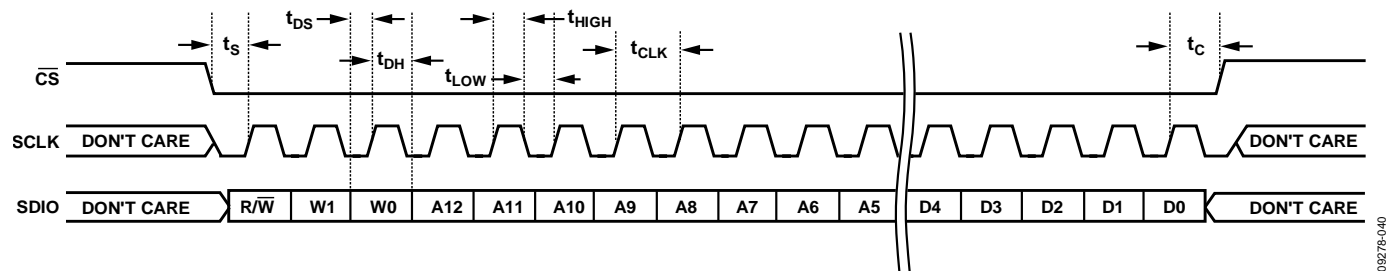 tDS
tHIGH
tS
tCLK
tC
tDH
tLOW
CS
SCLK DON'T CARE DON'T CARE
SDIO DON'T CARE R/W W1 W0 A12 A11 A10 A9 A8 A7 A6 A5 D4 D3 D2 D1 D0 DON'T CARE
09278-040